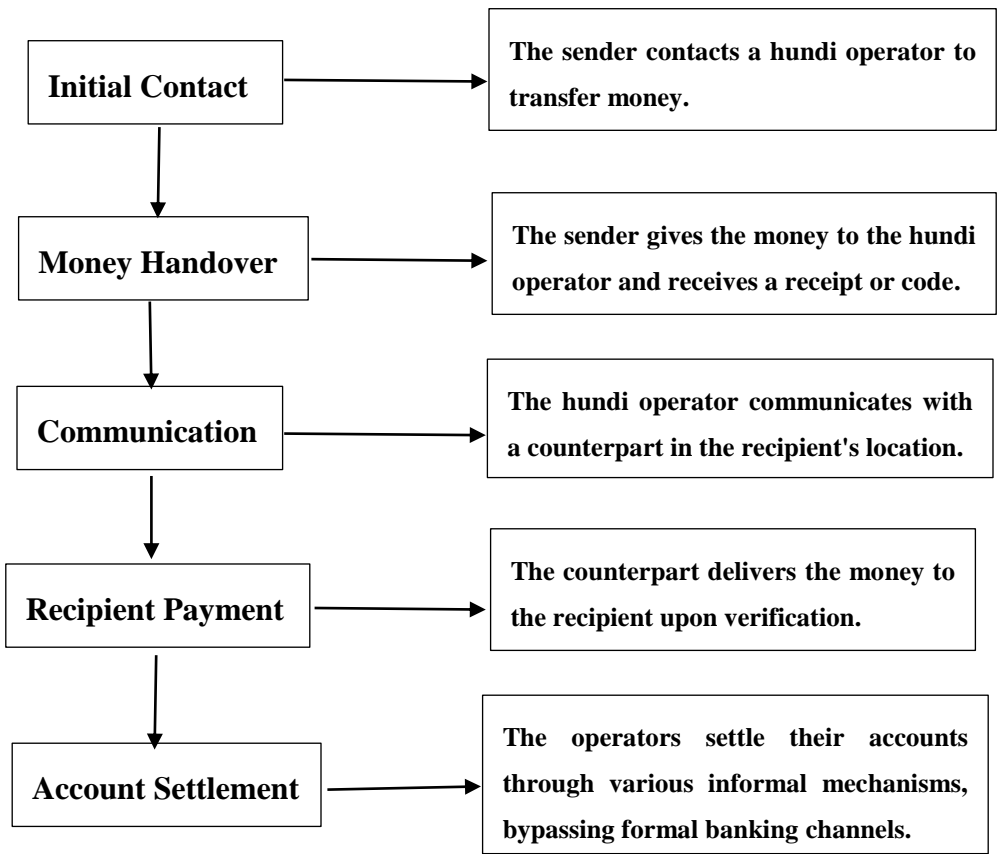 Initial Contact
The sender contacts a hundi operator to
transfer money.
Money Handover
The sender gives the money to the hundi
operator and receives a receipt or code.
Communication
The hundi operator communicates with
a counterpart in the recipient's location.
Recipient Payment
The counterpart delivers the money to
the recipient upon verification.
Account Settlement
The operators settle their accounts
through various informal mechanisms,
bypassing formal banking channels.